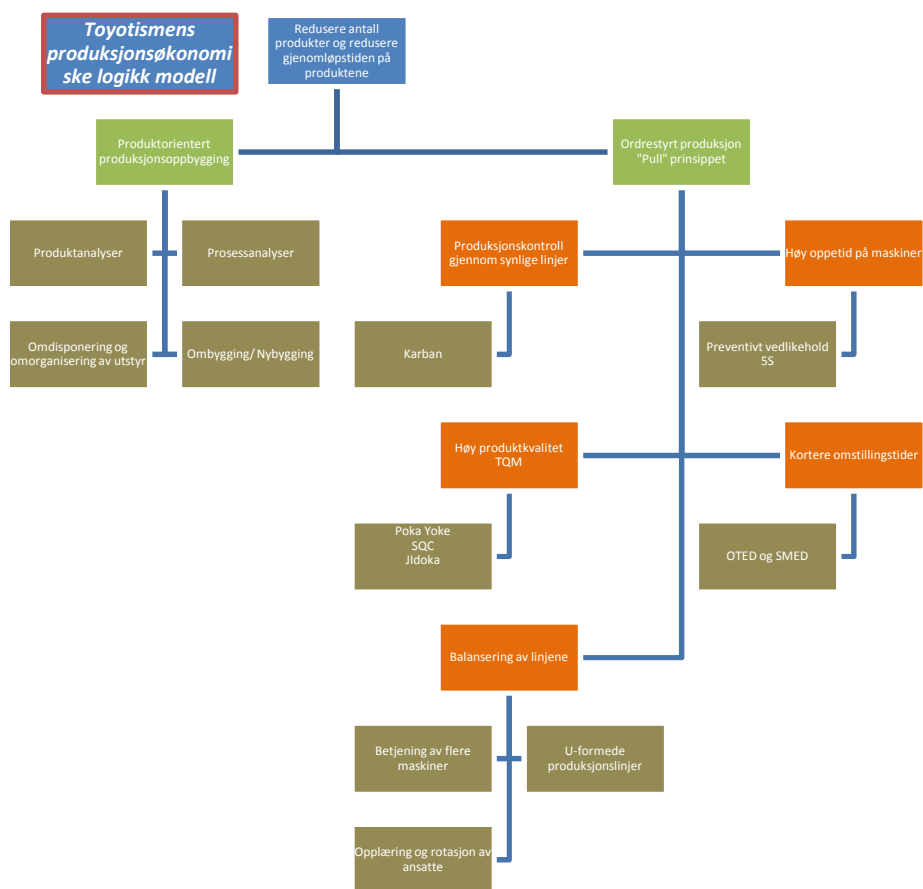 Toyotismens
produksjonsøkonomi
ske logikk modell
Redusere antall
produkter og redusere
gjenomløpstiden på
produktene
Produktorientert
produksjonsoppbygging
Ordrestyrt produksjon
"Pull" prinsippet
Produktanalyser
Prosessanalyser
Produksjonskontroll
gjennom synlige linjer
Høy oppetid på maskiner
Omdisponering og
omorganisering av utstyr
Ombygging/ Nybygging
Karban
Preventivt vedlikehold
5S
Høy produktkvalitet
TQM
Kortere omstillingstider
Poka Yoke
SQC
JIdoka
OTED og SMED
Balansering av linjene
Betjening av flere
maskiner
U-formede
produksjonslinjer
Opplæring og rotasjon av
ansatte